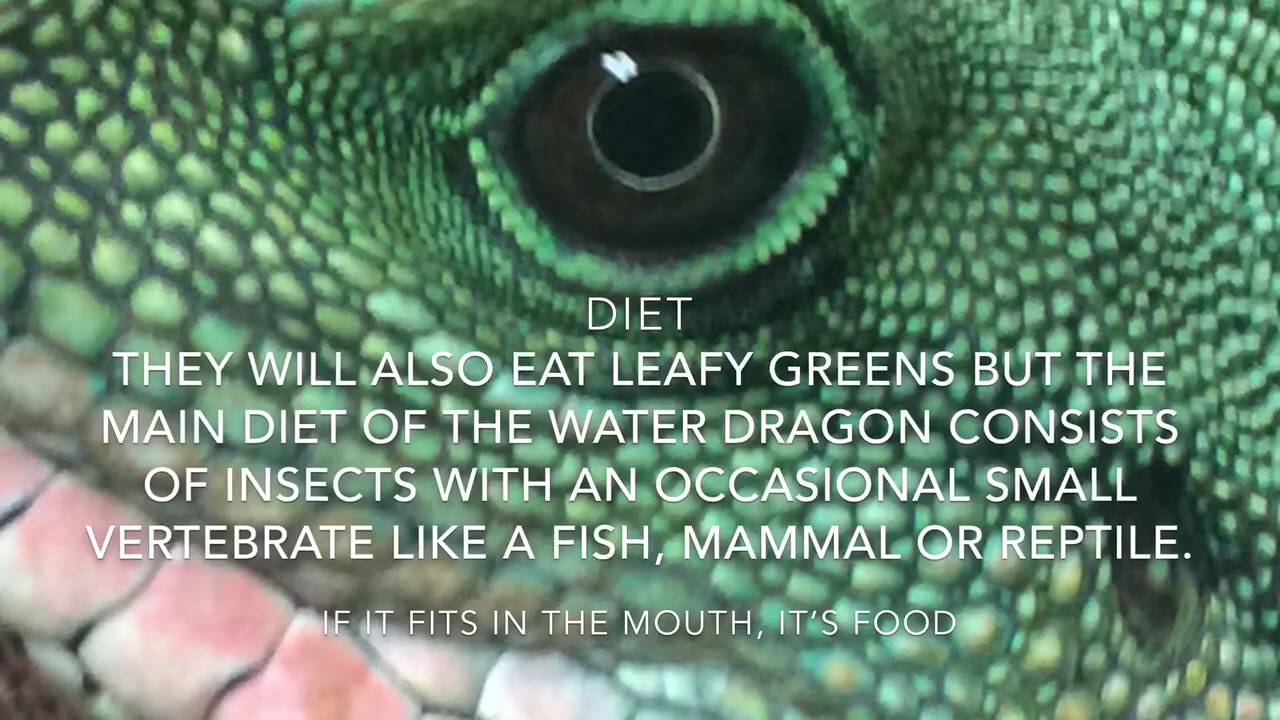 DIET
THEY WILL ALSO EAT LEAFY GREENS BUT THE
MAIN DIET OF THE WATER DRAGON CONSISTS
OF INSECTS WITH AN OCCASIONAL SMALL
VERTEBRATE LIKE A FISH, MAMMAL OR REPTILE.
IF IT FITS IN THE MOUTH, IT’S FOOD